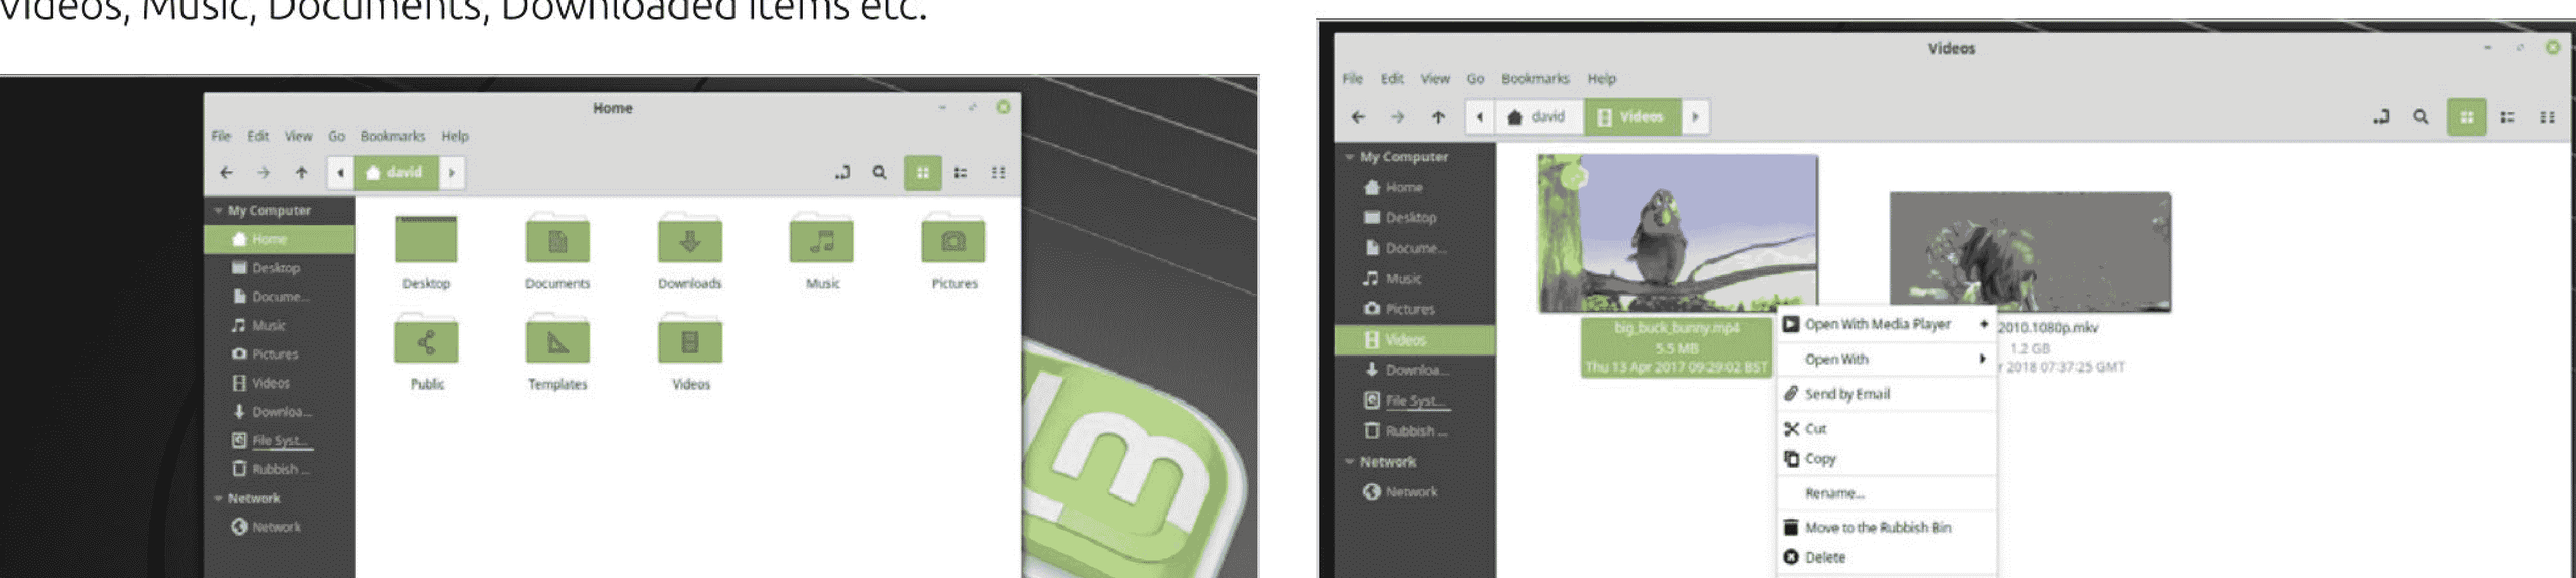 Videos, Music, Documents, Downloaded items etc.
Home
File Edit View Go Bookmarks Help
david
My Computer
Home
Desktop
Docume...
Music
Pictures
Videos
Downloa...
File Syst...
Rubbish ...
Network
Network
Desktop Documents Downloads Music Pictures
Public Templates Videos
Videos
File Edit View Go Bookmarks Help
david Videos
My Computer
Home
Desktop
Docume...
Music
Pictures
Videos
Downloa...
File Syst...
Rubbish ...
Network
Network
big_buck_bunny.mp4
5.5 MB
Thu 13 Apr 2017 09:29:02 BST
2010.1080p.mkv
1.2 GB
r 2018 07:37:25 GMT
Open With Media Player
Open With
Send by Email
Cut
Copy
Rename...
Move to the Rubbish Bin
Delete